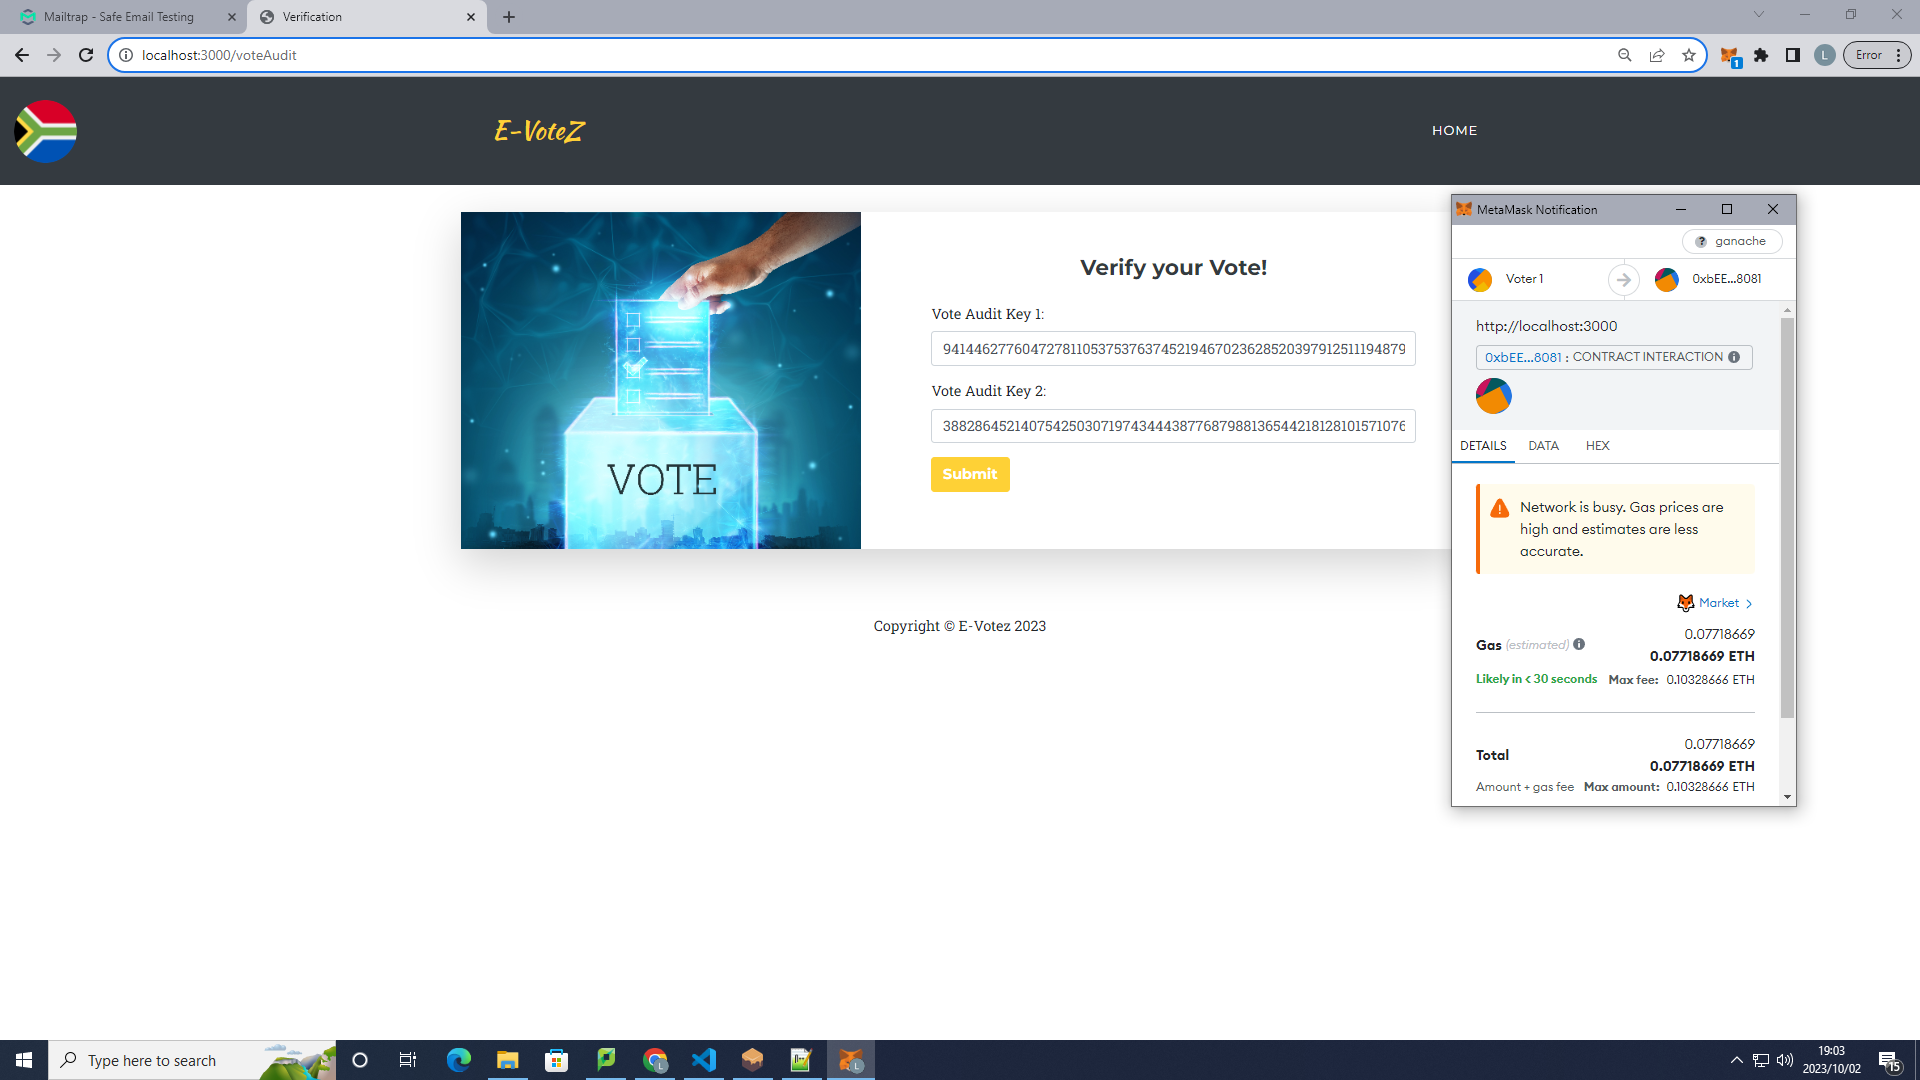 Mailtrap - Safe Email Testing
Verification
localhost:3000/voteAudit
1
L
Error
E-VoteZ
HOME
VOTE
Verify your Vote!
Vote Audit Key 1:
941446277604727811053753763745219467023628520397912511194879
Vote Audit Key 2:
388286452140754250307197434443877687988136544218128101571076
Submit
Copyright © E-Votez 2023
MetaMask Notification
? ganache
Voter 1
0xbEE...8081
http://localhost:3000
0xbEE...8081 : CONTRACT INTERACTION
DETAILS DATA HEX
Network is busy. Gas prices are
high and estimates are less
accurate.
Market >
0.07718669
Gas (estimated)
0.07718669 ETH
Likely in < 30 seconds Max fee: 0.10328666 ETH
0.07718669
Total
0.07718669 ETH
Amount + gas fee Max amount: 0.10328666 ETH
Type here to search
L
L
19:03
2023/10/02
15